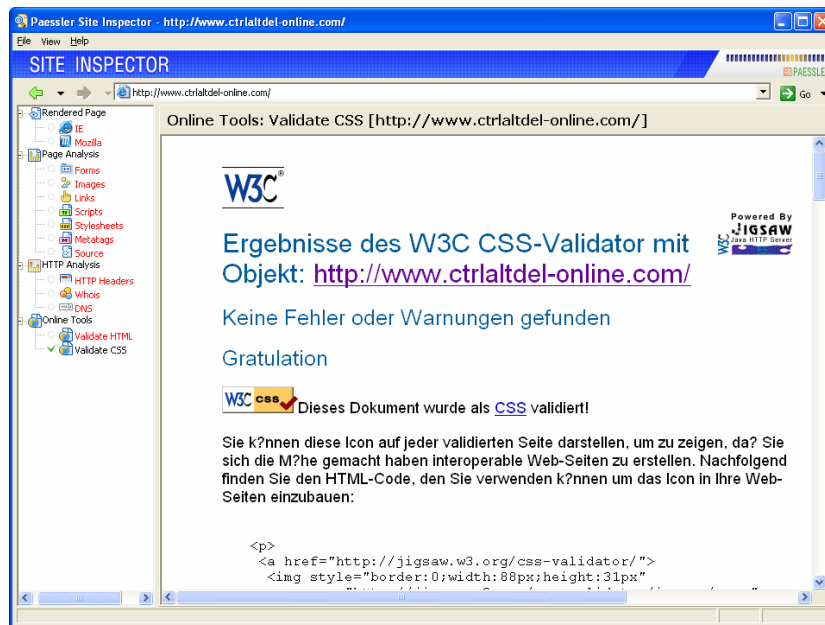 Paessler Site Inspector - http://www.ctrlaltdel-online.com/
File View Help
SITE INSPECTOR
PAESSLE
http://www.ctrlaltdel-online.com/
Go
Rendered Page
IE
Mozilla
Page Analysis
Forms
Images
Links
Scripts
Stylesheets
Metatags
Source
HTTP Analysis
HTTP Headers
Whois
DNS
Online Tools
Validate HTML
Validate CSS
Online Tools: Validate CSS [http://www.ctrlaltdel-online.com/]
W3C®
Powered By
JIGSAW
W3C Java HTTP Server
Ergebnisse des W3C CSS-Validator mit
Objekt: http://www.ctrlaltdel-online.com/
Keine Fehler oder Warnungen gefunden
Gratulation
W3C css Dieses Dokument wurde als CSS validiert!
Sie k?nnen diese Icon auf jeder validierten Seite darstellen, um zu zeigen, da? Sie
sich die M?he gemacht haben interoperable Web-Seiten zu erstellen. Nachfolgend
finden Sie den HTML-Code, den Sie verwenden k?nnen um das Icon in Ihre Web-
Seiten einzubauen:
<p>
<a href="http://jigsaw.w3.org/css-validator/">
<img style="border:0;width:88px;height:31px"